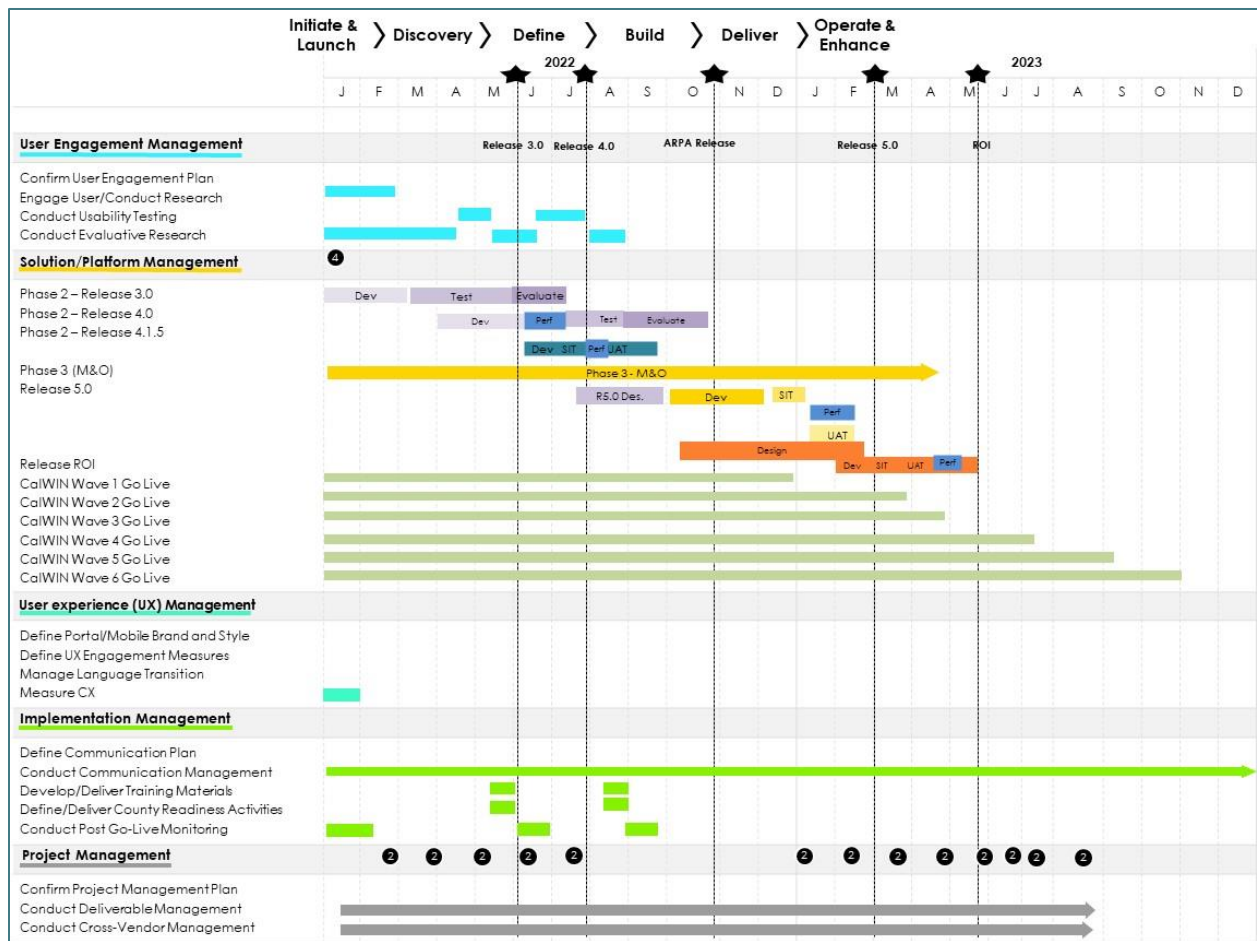 Initiate & Launch
Discovery
Define
Build
Deliver
Operate & Enhance
2022
2023
J F M A M J J A S O N D J F M A M J J A S O N D
User Engagement Management
Release 3.0
Release 4.0
ARPA Release
Release 5.0
ROI
Confirm User Engagement Plan
Engage User/Conduct Research
Conduct Usability Testing
Conduct Evaluative Research
Solution/Platform Management
4
Phase 2 – Release 3.0
Dev Test Evaluate
Phase 2 – Release 4.0
Dev Perf Test Evaluate
Phase 2 – Release 4.1.5
Dev SIT Perf UAT
Phase 3 (M&O)
Phase 3 - M&O
Release 5.0
R5.0 Des. Dev SIT
Perf
UAT
Design
Release ROI
Dev SIT UAT Perf
CalWIN Wave 1 Go Live
CalWIN Wave 2 Go Live
CalWIN Wave 3 Go Live
CalWIN Wave 4 Go Live
CalWIN Wave 5 Go Live
CalWIN Wave 6 Go Live
User experience (UX) Management
Define Portal/Mobile Brand and Style
Define UX Engagement Measures
Manage Language Transition
Measure CX
Implementation Management
Define Communication Plan
Conduct Communication Management
Develop/Deliver Training Materials
Define/Deliver County Readiness Activities
Conduct Post Go-Live Monitoring
Project Management
2 2 2 2 2 2 2 2 2 2 2 2 2
Confirm Project Management Plan
Conduct Deliverable Management
Conduct Cross-Vendor Management